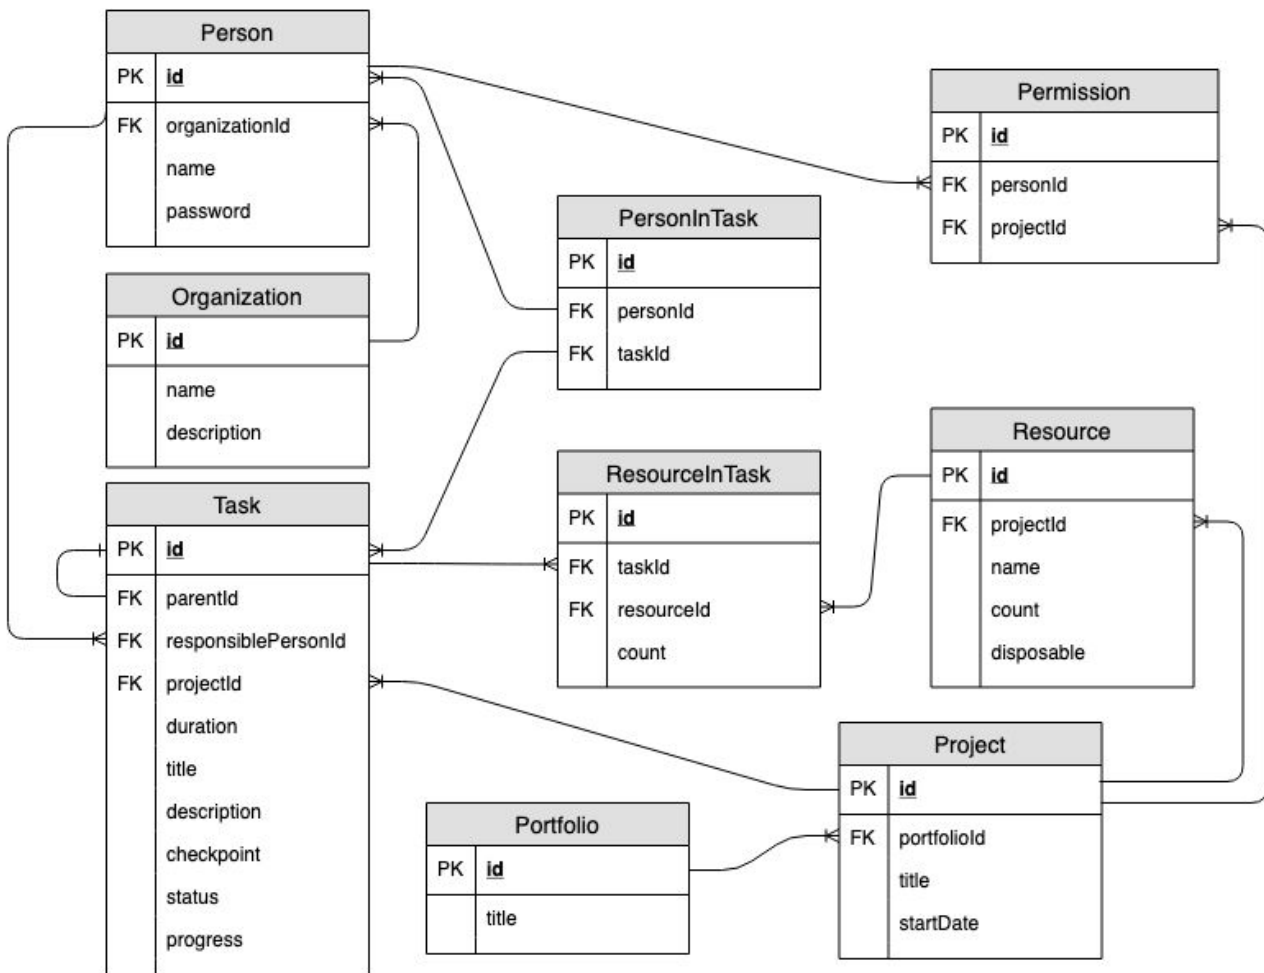 Person
PK id
FK organizationId
name
password
Organization
PK id
name
description
Task
PK id
FK parentId
FK responsiblePersonId
FK projectId
duration
title
description
checkpoint
status
progress
PersonInTask
PK id
FK personId
FK taskId
ResourceInTask
PK id
FK taskId
FK resourceId
count
Portfolio
PK id
title
Permission
PK id
FK personId
FK projectId
Resource
PK id
FK projectId
name
count
disposable
Project
PK id
FK portfolioId
title
startDate